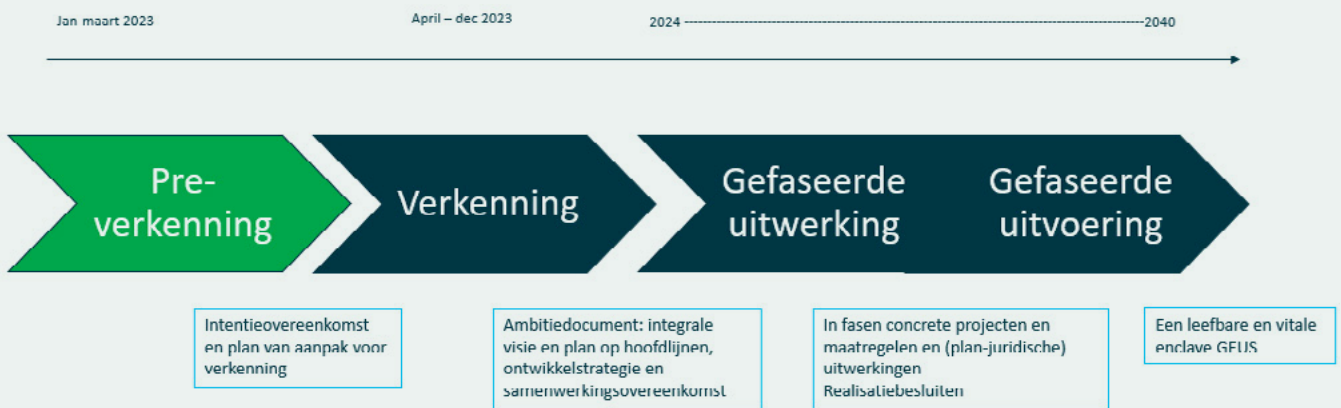 Jan maart 2023
April – dec 2023
2024 ------------------------------------------------------------2040
Pre-
verkenning
Verkenning
Gefaseerde
uitwerking
Gefaseerde
uitvoering
Intentieovereenkomst
en plan van aanpak voor
verkenning
Ambitiedocument: integrale
visie en plan op hoofdlijnen,
ontwikkelstrategie en
samenwerkingsovereenkomst
In fasen concrete projecten en
maatregelen en (plan-juridische)
uitwerkingen
Realisatiebesluiten
Een leefbare en vitale
enclave GEUS